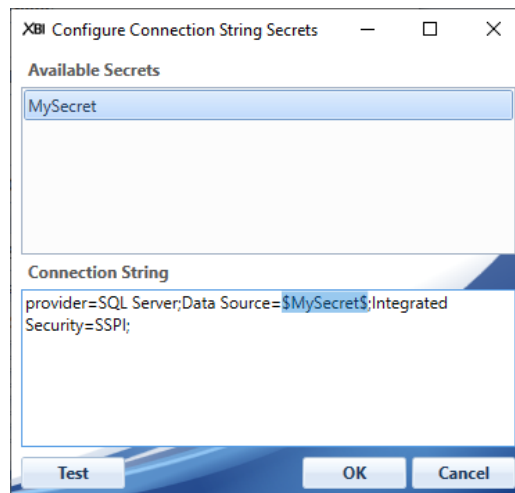 XBI Configure Connection String Secrets
Available Secrets
MySecret
Connection String
provider=SQL Server;Data Source=$MySecret$;Integrated
Security=SSPI;
Test OK Cancel